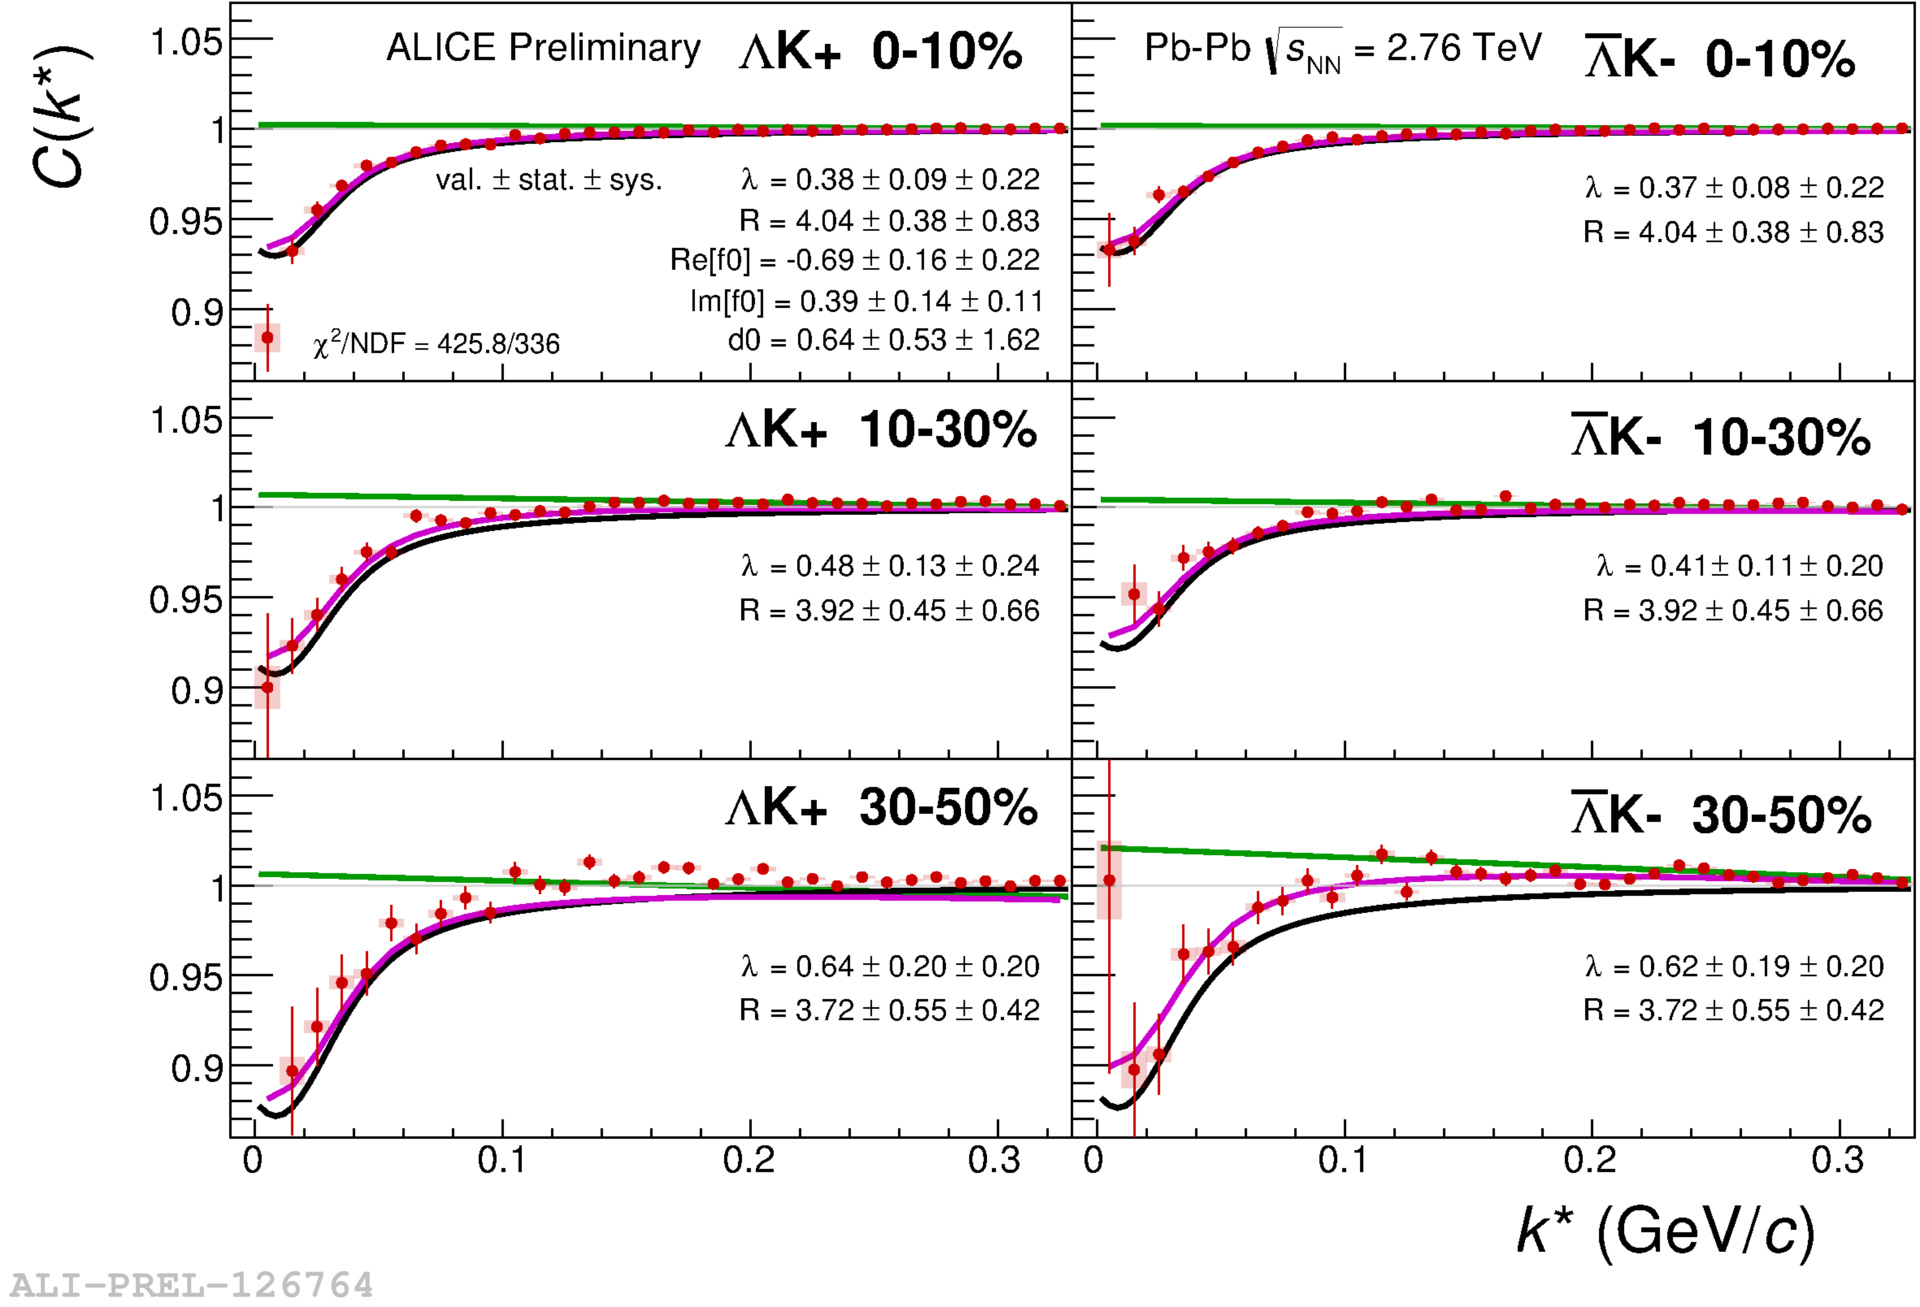 C(k*)
ALICE Preliminary ΛK+ 0-10%
1.05
1
0.95
0.9
val. ± stat. ± sys.
λ = 0.38 ± 0.09 ± 0.22
R = 4.04 ± 0.38 ± 0.83
Re[f0] = -0.69 ± 0.16 ± 0.22
Im[f0] = 0.39 ± 0.14 ± 0.11
d0 = 0.64 ± 0.53 ± 1.62
χ²/NDF = 425.8/336
Pb-Pb √sNN = 2.76 TeV Λ̅K- 0-10%
λ = 0.37 ± 0.08 ± 0.22
R = 4.04 ± 0.38 ± 0.83
ΛK+ 10-30%
1.05
1
0.95
0.9
λ = 0.48 ± 0.13 ± 0.24
R = 3.92 ± 0.45 ± 0.66
Λ̅K- 10-30%
λ = 0.41± 0.11± 0.20
R = 3.92 ± 0.45 ± 0.66
ΛK+ 30-50%
1.05
1
0.95
0.9
λ = 0.64 ± 0.20 ± 0.20
R = 3.72 ± 0.55 ± 0.42
Λ̅K- 30-50%
λ = 0.62 ± 0.19 ± 0.20
R = 3.72 ± 0.55 ± 0.42
0 0.1 0.2 0.3
0 0.1 0.2 0.3
k* (GeV/c)
ALI-PREL-126764